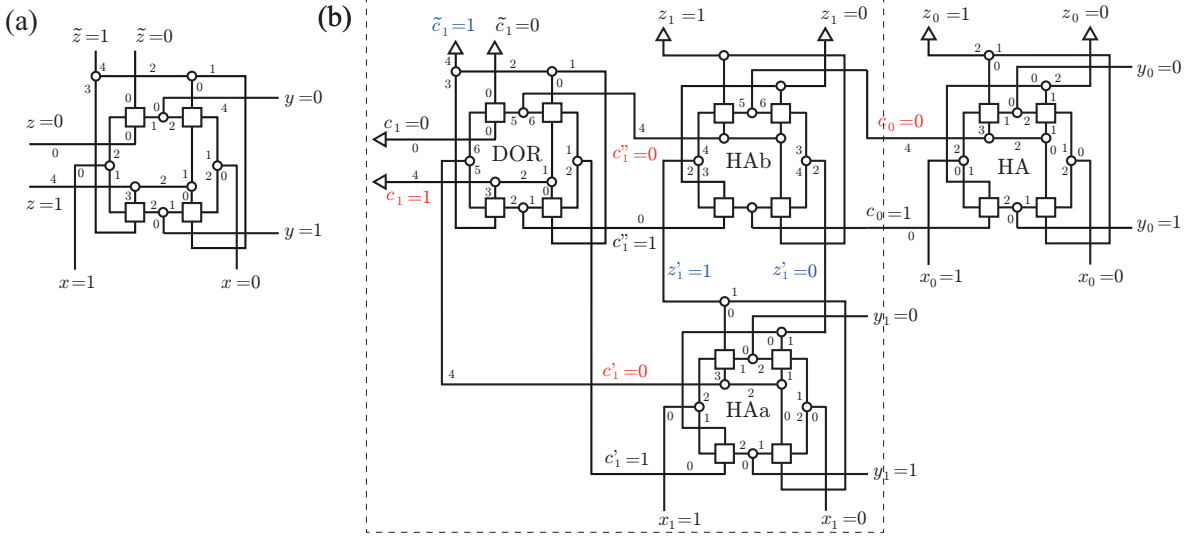 (a)
z̃=1 z̃=0
4 2 1
3 0
0 0 4 y=0
0 1 2
z=0
0
2 1
1 2 0
4 2 1
z=1 3 0
2 1
0 y=1
x=1 x=0
(b)
c̃₁=1 c̃₁=0 z₁=1 z₁=0 z₀=1 z₀=0
4 2 1
3 0
0 5 6
c₁=0
0 0
DOR
6 1
5 2
4 2 1
c₁=1 3 0
2 1
4
c₁''=0
0
c₁''=1
5 6
HAb
4 3
2 3 4 2
c₀=0
4
c₀=1
0
2 1
0 2
0 1
1 2
y₀=0
0
3 2 1
0
HA
2 1 0
0 1 2
2 1
0 y₀=1
x₀=1 x₀=0
z₁'=1 z₁'=0
1
0 0 0
0
1 2
y₁=0
4 c₁'=0 3 2 1
HAa
2 1
0 1 2 0
0
2 1
0
c₁'=1
0 y₁=1
x₁=1 x₁=0